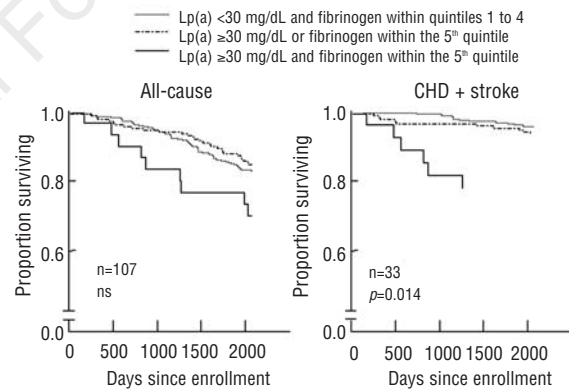 Lp(a) <30 mg/dL and fibrinogen within quintiles 1 to 4
Lp(a) ≥30 mg/dL or fibrinogen within the 5th quintile
Lp(a) ≥30 mg/dL and fibrinogen within the 5th quintile
All-cause
Proportion surviving
1.0
0.8
0.6
0.0
n=107
ns
0 500 1000 1500 2000
Days since enrollment
CHD + stroke
Proportion surviving
1.0
0.8
0.6
0.0
n=33
p=0.014
0 500 1000 1500 2000
Days since enrollment